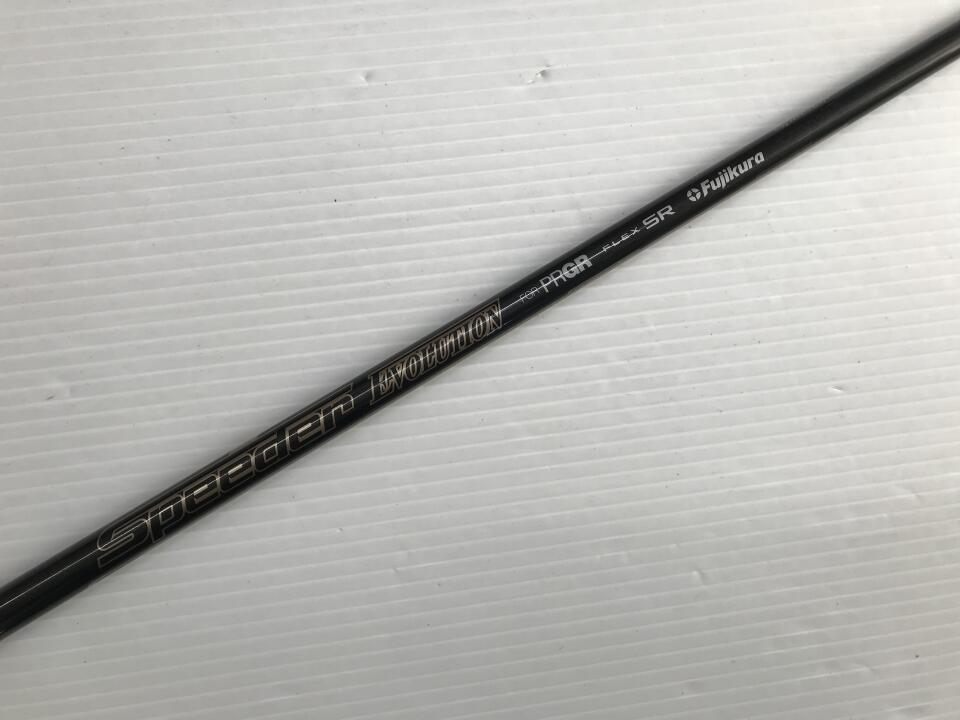 Speeder EVOLUTION FOR PRGR FLEX SR Fujikura